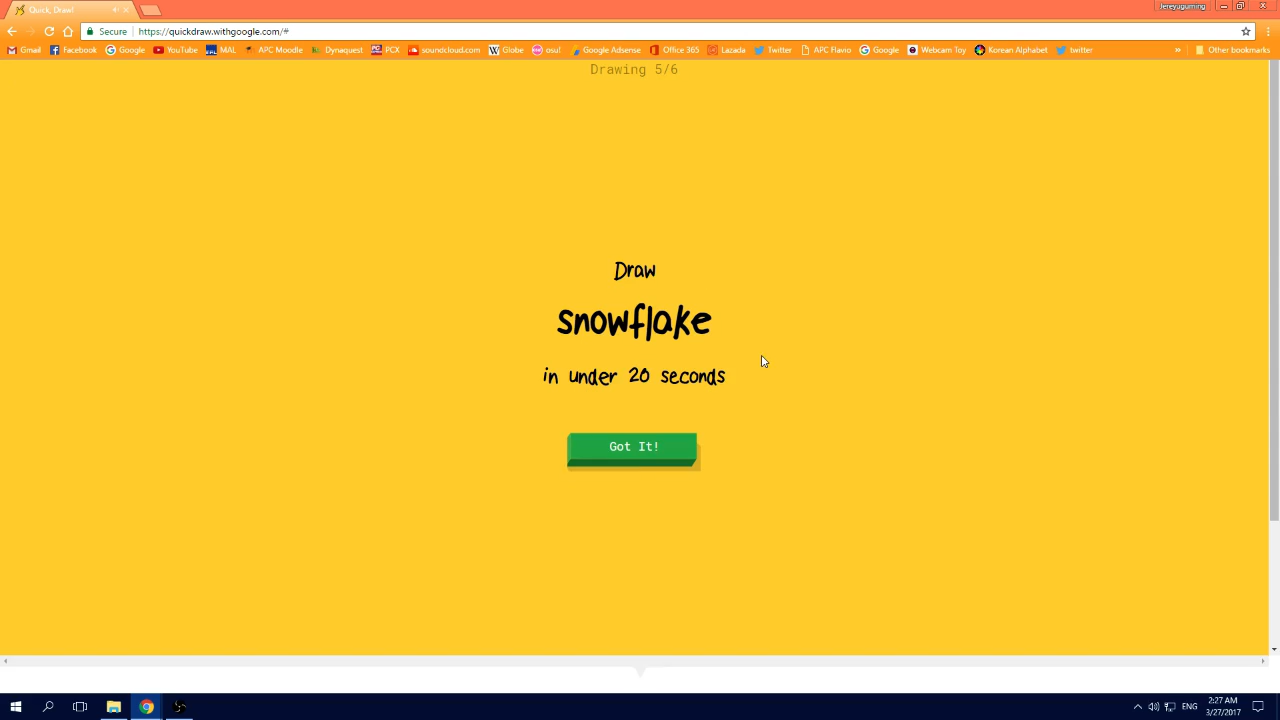 Quick, Draw!
Jereyuguming
Secure https://quickdraw.withgoogle.com/#
Gmail Facebook Google YouTube MAL APC Moodle Dynaquest PCX soundcloud.com Globe osu! Google Adsense Office 365 Lazada Twitter APC Flavio Google Webcam Toy Korean Alphabet twitter » Other bookmarks
Drawing 5/6
Draw
snowflake
in under 20 seconds
Got It!
2:27 AM
ENG
3/27/2017